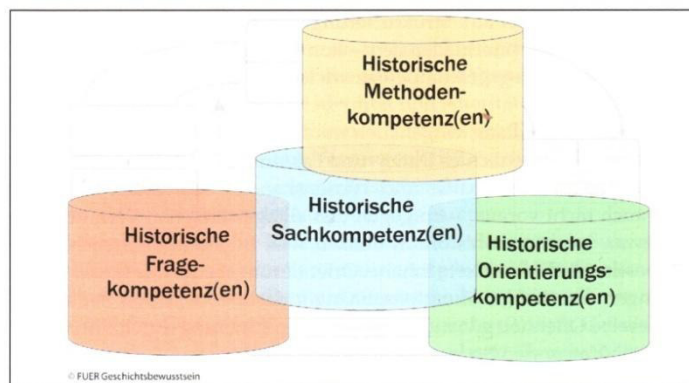 Historische
Methoden-
kompetenz(en)
Historische
Sachkompetenz(en)
Historische
Frage-
kompetenz(en)
Historische
Orientierungs-
kompetenz(en)
© FUER Geschichtsbewusstsein